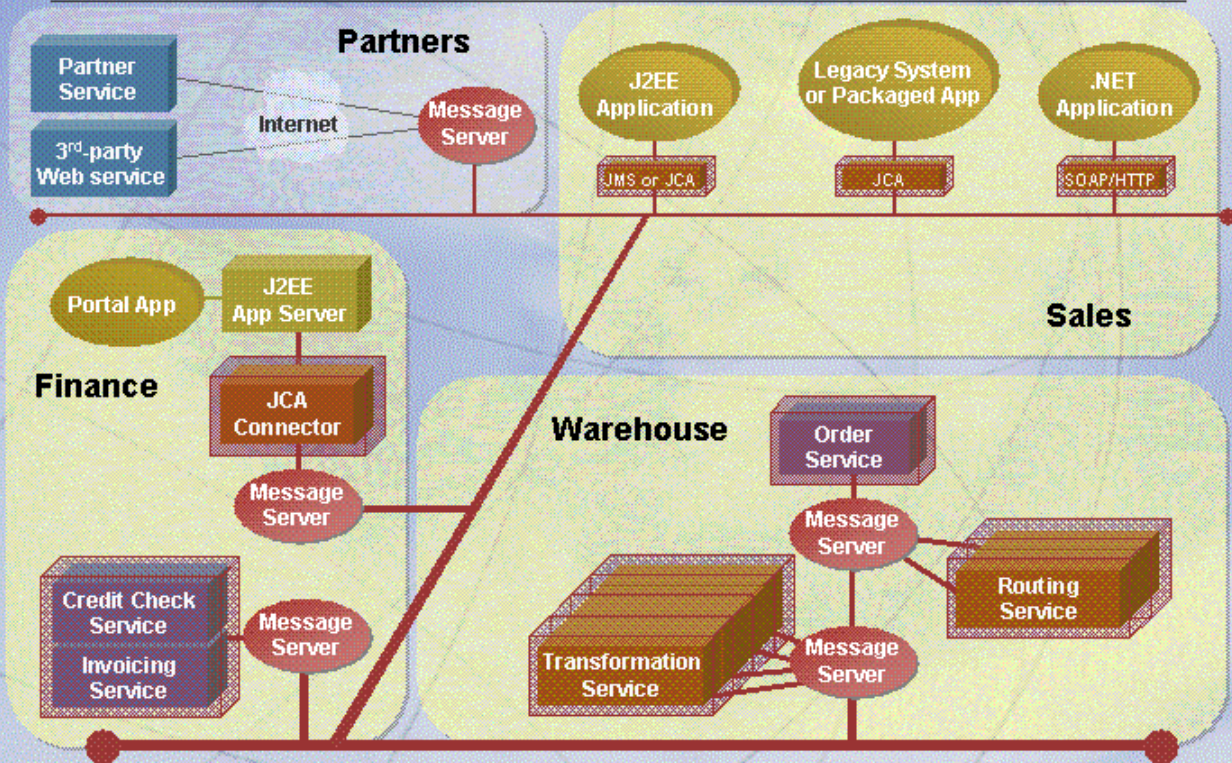 Partners
Partner
Service
Internet
3rd-party
Web service
Message
Server
J2EE
Application
Legacy System
or Packaged App
.NET
Application
JMS or JCA
JCA
SOAP/HTTP
Sales
Portal App
J2EE
App Server
Finance
JCA
Connector
Message
Server
Credit Check
Service
Invoicing
Service
Message
Server
Warehouse
Order
Service
Message
Server
Routing
Service
Transformation
Service
Message
Server